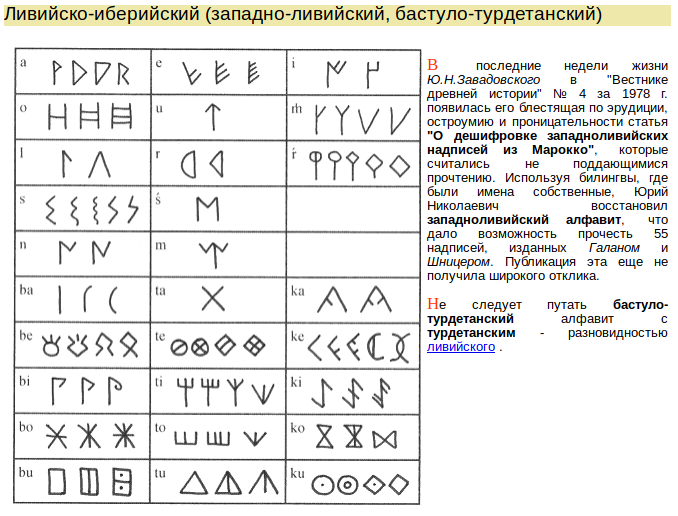 Ливийско-иберийский (западно-ливийский, бастуло-турдетанский)
a e i
o u ṁ
l r ŕ
s ś
n m
ba ta ka
be te ke
bi ti ki
bo to ko
bu tu ku
В последние недели жизни
Ю.Н.Завадовского в "Вестнике
древней истории" № 4 за 1978 г.
появилась его блестящая по эрудиции,
остроумию и проницательности статья
"О дешифровке западноливийских
надписей из Марокко", которые
считались не поддающимися
прочтению. Используя билингвы, где
были имена собственные, Юрий
Николаевич восстановил
западноливийский алфавит, что
дало возможность прочесть 55
надписей, изданных Галаном и
Шницером. Публикация эта еще не
получила широкого отклика.
Не следует путать бастуло-
турдетанский алфавит с
турдетанским - разновидностью
ливийского .